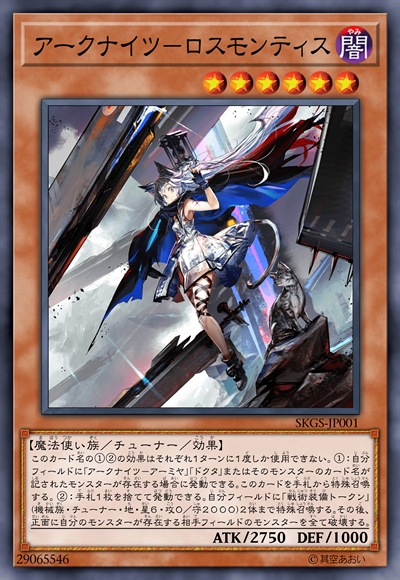 アークナイツ－ロスモンティス
闇
やみ
SKGS-JP001
【魔法使い族／チューナー／効果】
このカード名の①②の効果はそれぞれ1ターンに1度しか使用できない。①：自分
フィールドに「アークナイツーアーミヤ」「ドクタ」またはそのモンスターのカード名が
記されたモンスターが存在する場合に発動できる。このカードを手札から特殊召喚
する。②：手札1枚を捨てて発動できる。自分フィールドに「戦術装備トークン」
(機械族・チューナー・地・星6・攻0／守2000)2体まで特殊召喚する。その後、
正面に自分のモンスターが存在する相手フィールドのモンスターを全て破壊する。
ATK/2750 DEF/1000
29065546
©其空あおい